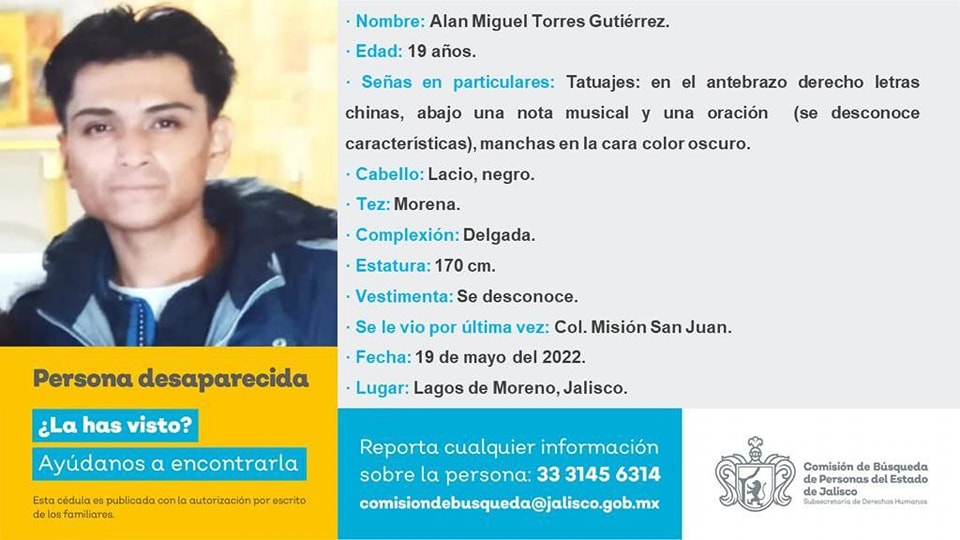 · Nombre: Alan Miguel Torres Gutiérrez.
· Edad: 19 años.
· Señas en particulares: Tatuajes: en el antebrazo derecho letras
chinas, abajo una nota musical y una oración (se desconoce
características), manchas en la cara color oscuro.
· Cabello: Lacio, negro.
· Tez: Morena.
· Complexión: Delgada.
· Estatura: 170 cm.
· Vestimenta: Se desconoce.
· Se le vio por última vez: Col. Misión San Juan.
· Fecha: 19 de mayo del 2022.
· Lugar: Lagos de Moreno, Jalisco.
Persona desaparecida
¿La has visto?
Ayúdanos a encontrarla
Esta cédula es publicada con la autorización por escrito
de los familiares.
Reporta cualquier información
sobre la persona: 33 3145 6314
comisiondebusqueda@jalisco.gob.mx
Comisión de Búsqueda
de Personas del Estado
de Jalisco
Subsecretaría de Derechos Humanos